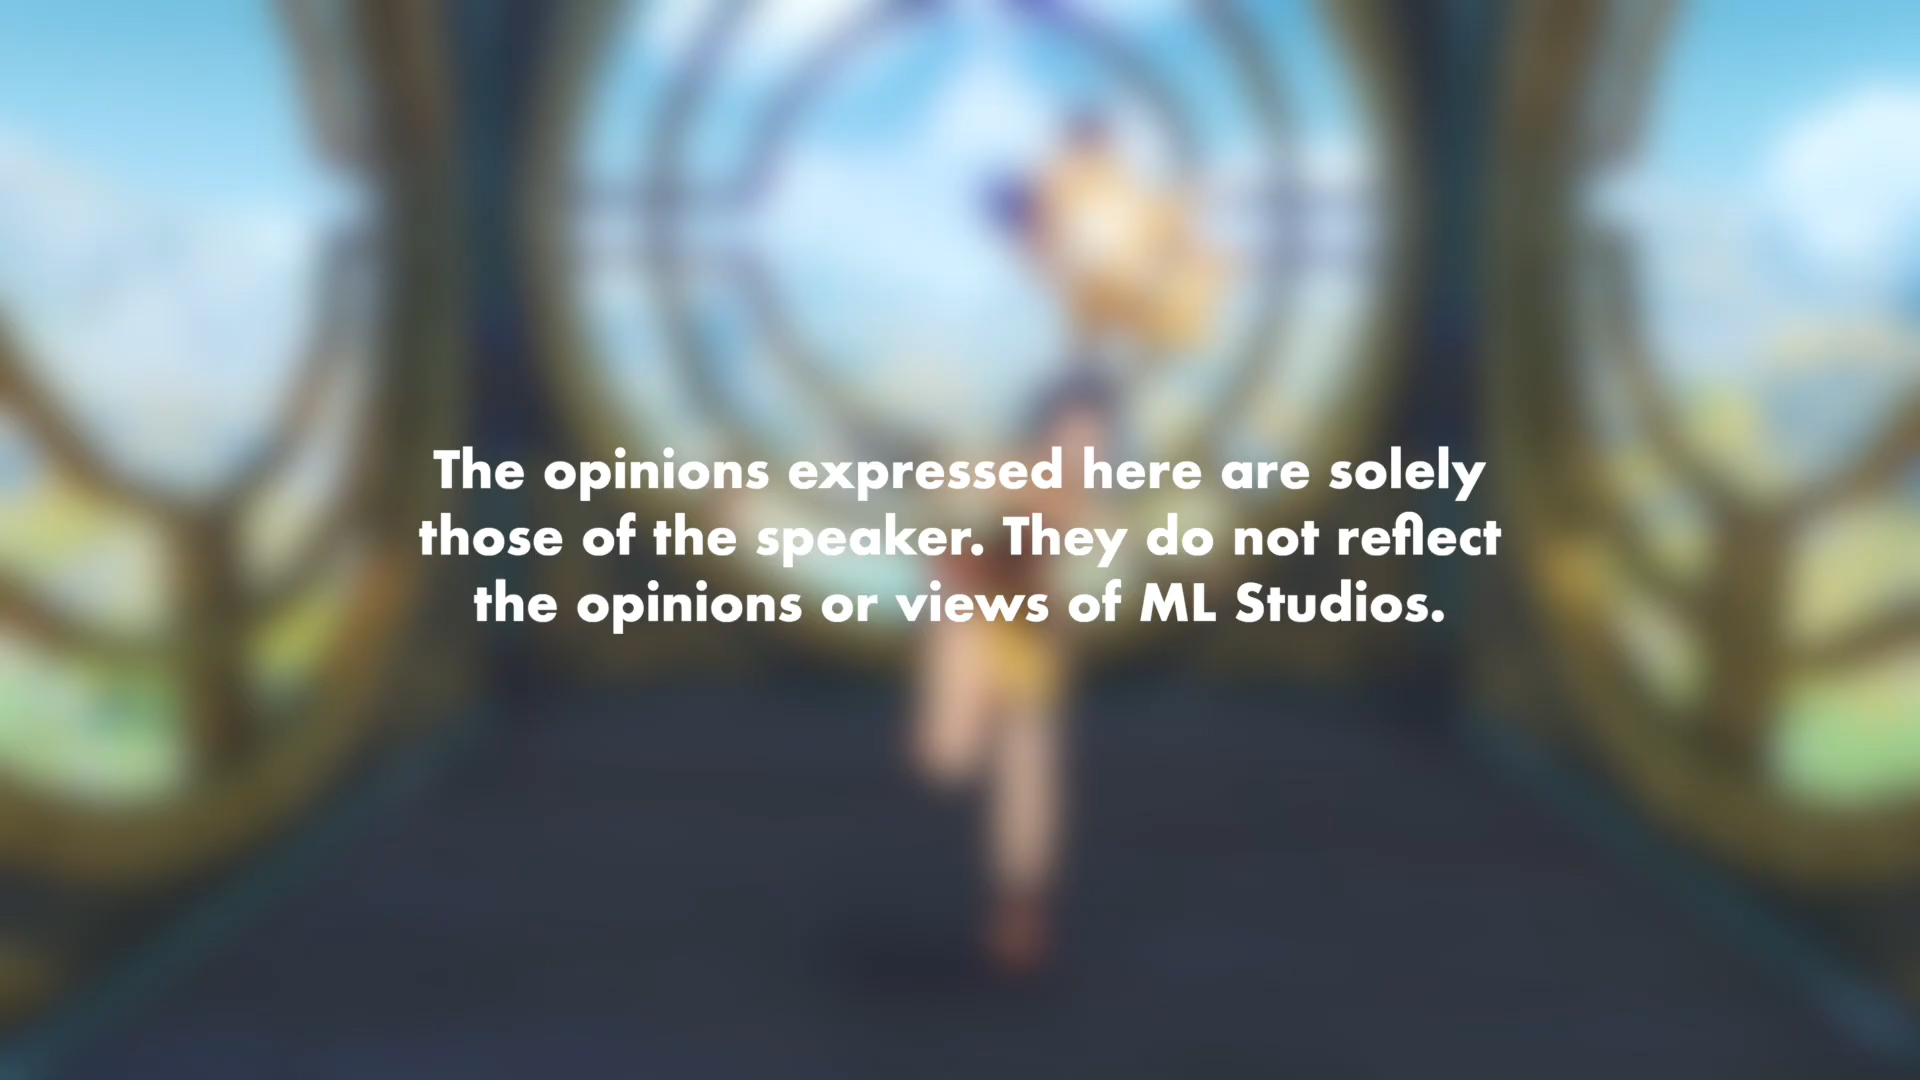 The opinions expressed here are solely
those of the speaker. They do not reflect
the opinions or views of ML Studios.